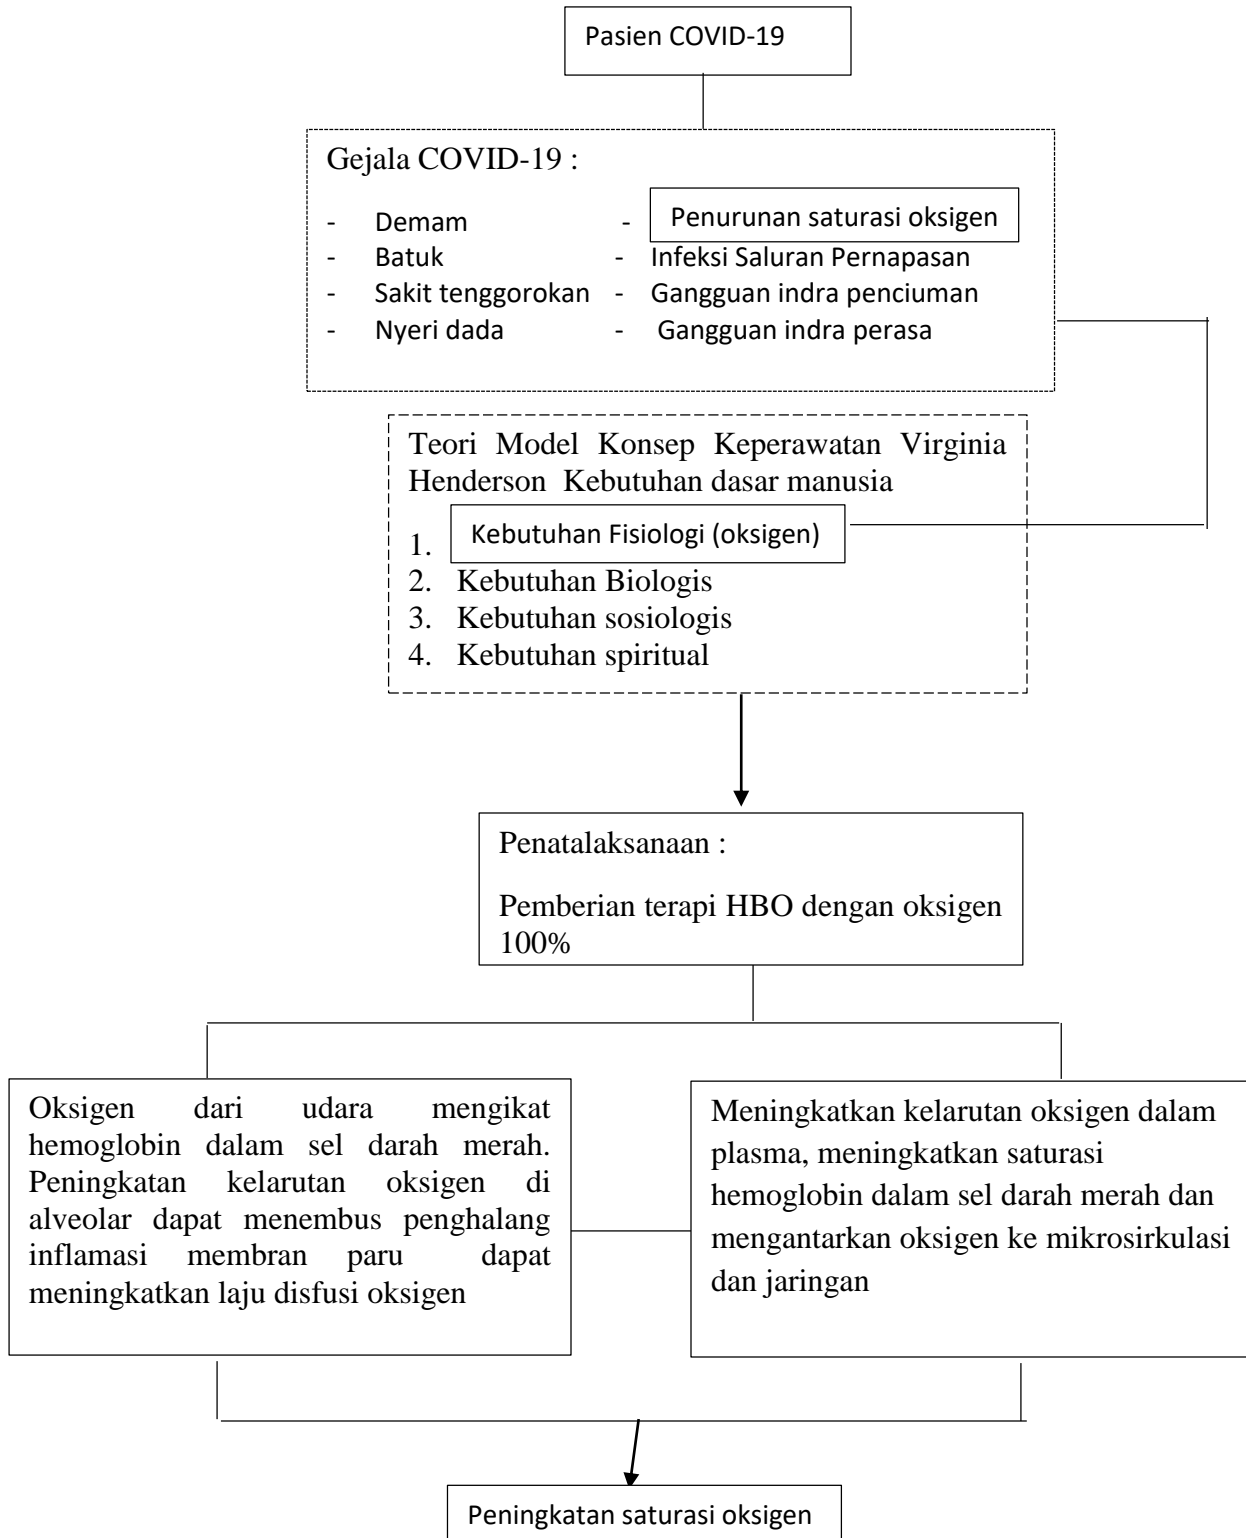 Pasien COVID-19
Gejala COVID-19 :
- Demam - Penurunan saturasi oksigen
- Batuk - Infeksi Saluran Pernapasan
- Sakit tenggorokan - Gangguan indra penciuman
- Nyeri dada - Gangguan indra perasa
Teori Model Konsep Keperawatan Virginia
Henderson Kebutuhan dasar manusia
1. Kebutuhan Fisiologi (oksigen)
2. Kebutuhan Biologis
3. Kebutuhan sosiologis
4. Kebutuhan spiritual
Penatalaksanaan :
Pemberian terapi HBO dengan oksigen
100%
Oksigen dari udara mengikat
hemoglobin dalam sel darah merah.
Peningkatan kelarutan oksigen di
alveolar dapat menembus penghalang
inflamasi membran paru dapat
meningkatkan laju disfusi oksigen
Meningkatkan kelarutan oksigen dalam
plasma, meningkatkan saturasi
hemoglobin dalam sel darah merah dan
mengantarkan oksigen ke mikrosirkulasi
dan jaringan
Peningkatan saturasi oksigen